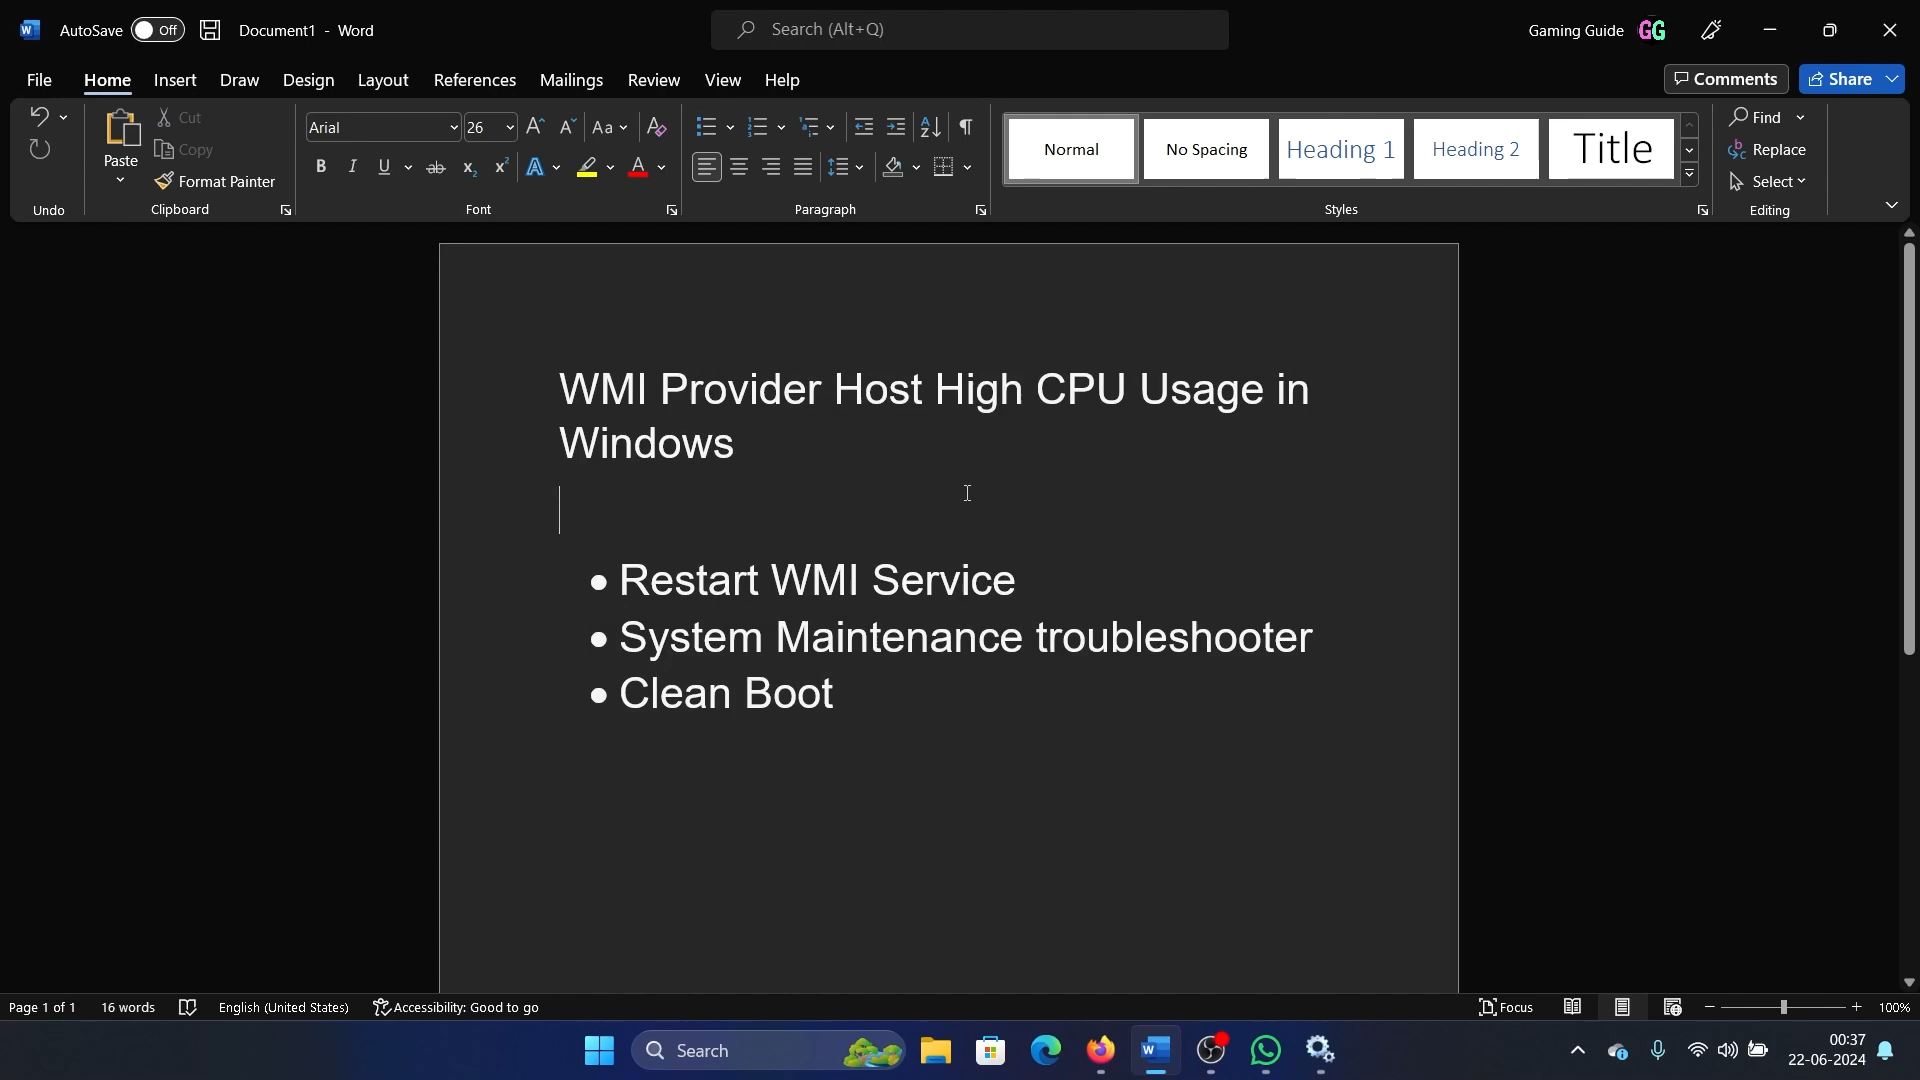 AutoSave Off Document1 - Word Search (Alt+Q) Gaming Guide GG
File Home Insert Draw Design Layout References Mailings Review View Help Comments Share
Paste Cut Copy Format Painter
Arial 26 Aa
Normal No Spacing Heading 1 Heading 2 Title
Find
Replace
Select
Undo Clipboard Font Paragraph Styles Editing
WMI Provider Host High CPU Usage in
Windows
• Restart WMI Service
• System Maintenance troubleshooter
• Clean Boot
Page 1 of 1 16 words English (United States) Accessibility: Good to go Focus 100%
Search 00:37
22-06-2024